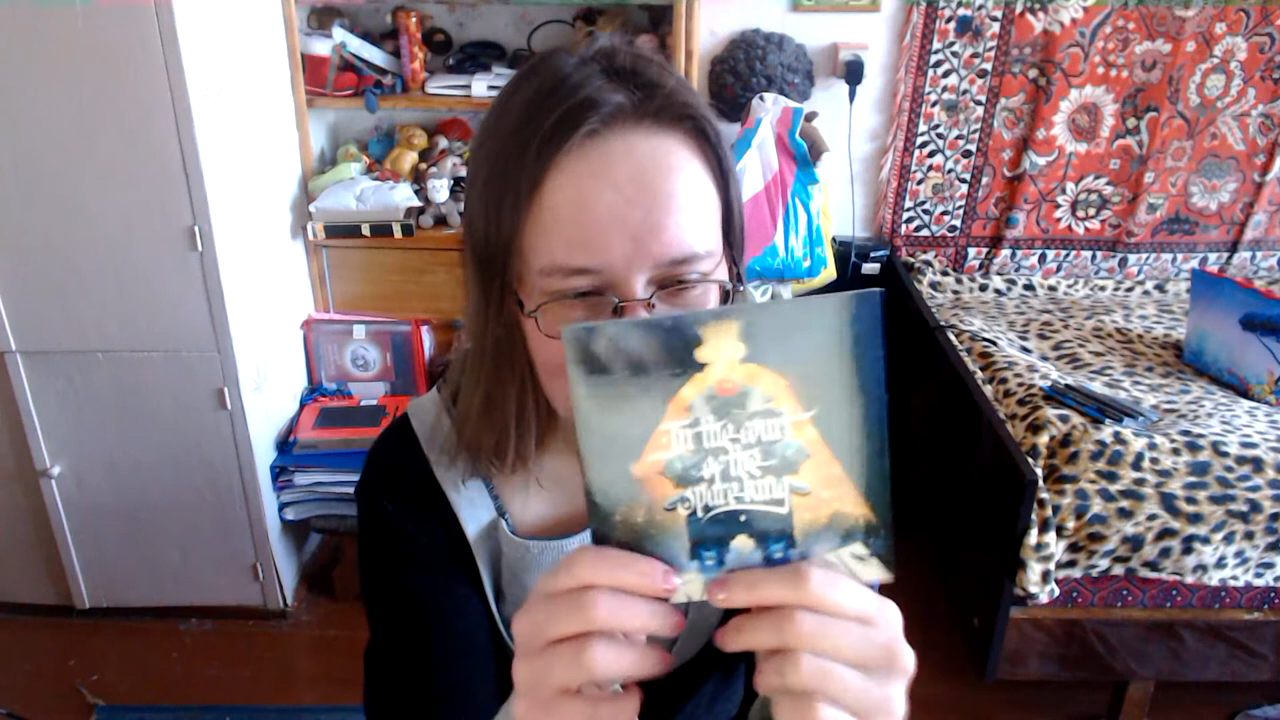 In the court
of the
Spare King